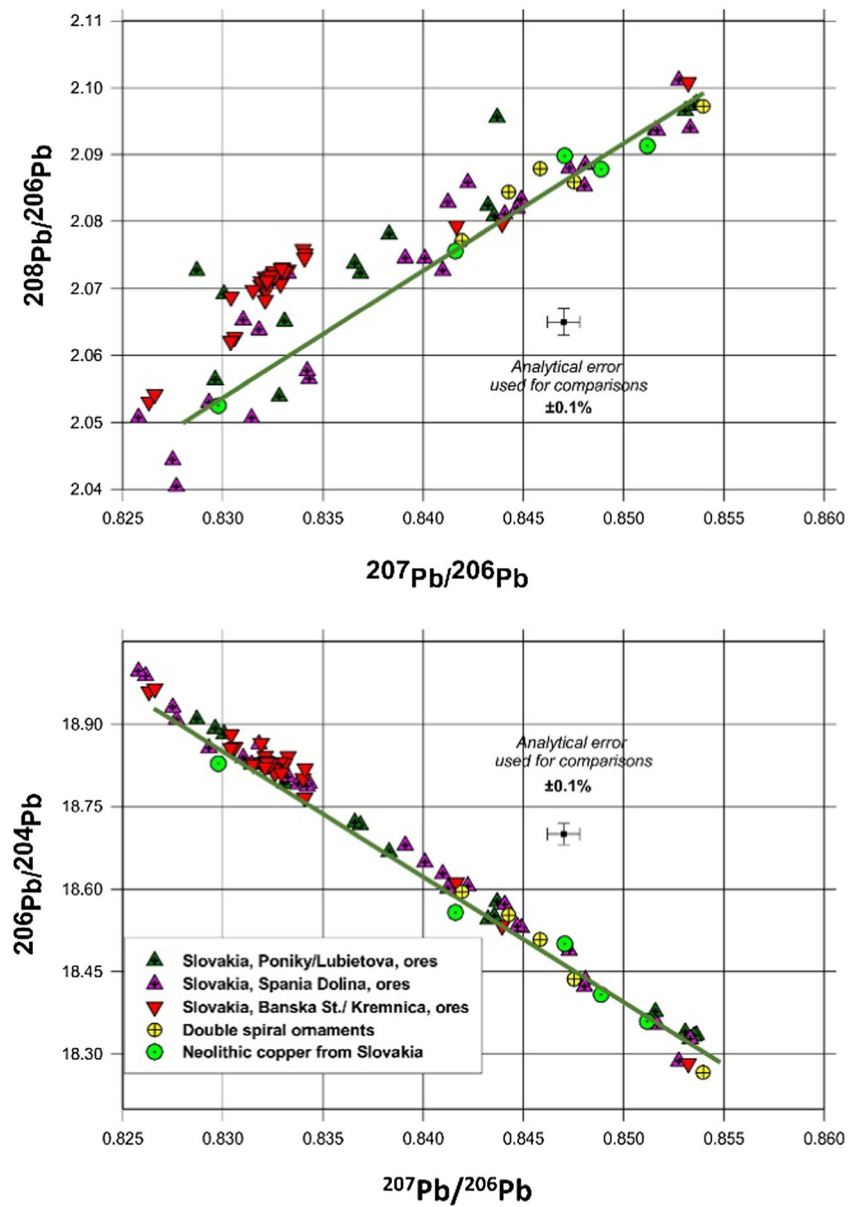 2.11
2.10
2.09
2.08
2.07
2.06
2.05
2.04
208Pb/206Pb
Analytical error
used for comparisons
±0.1%
0.825 0.830 0.835 0.840 0.845 0.850 0.855 0.860
207Pb/206Pb
18.90
18.75
18.60
18.45
18.30
206Pb/204Pb
Analytical error
used for comparisons
±0.1%
Slovakia, Poniky/Lubietova, ores
Slovakia, Spania Dolina, ores
Slovakia, Banska St./ Kremnica, ores
Double spiral ornaments
Neolithic copper from Slovakia
0.825 0.830 0.835 0.840 0.845 0.850 0.855 0.860
207Pb/206Pb